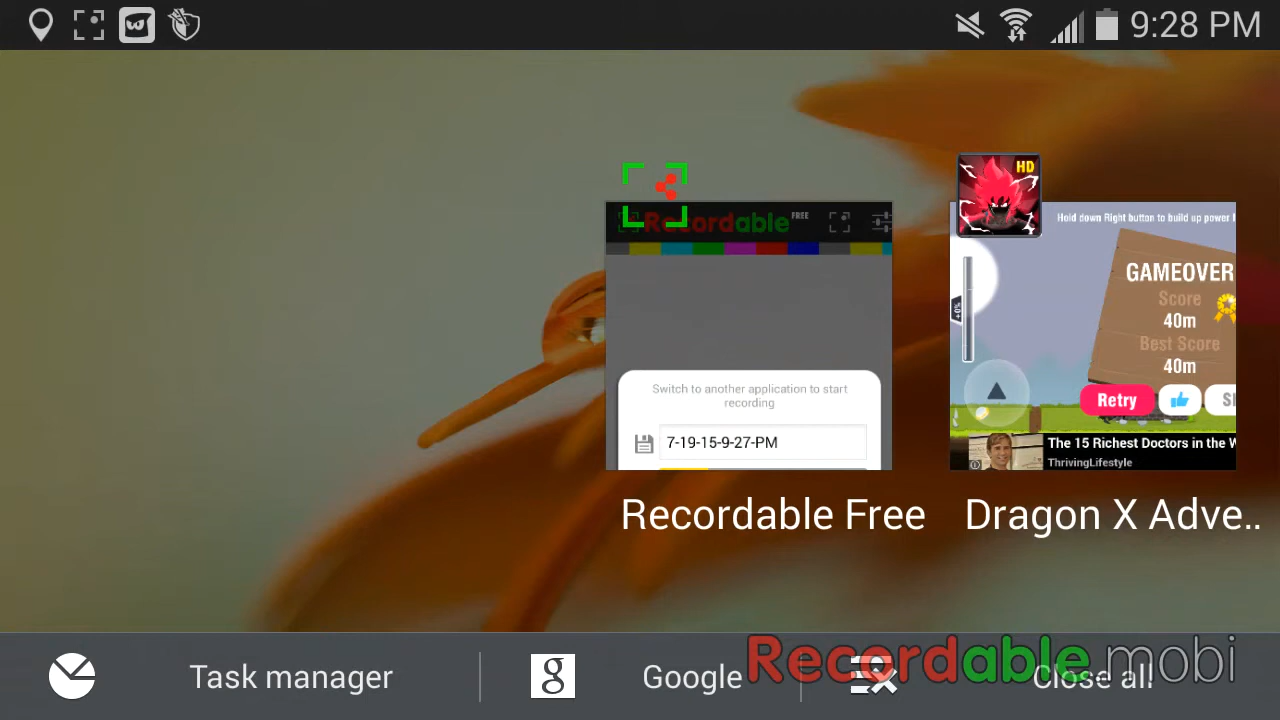 9:28 PM
HD
Recordable FREE
Hold down Right button to build up power
GAMEOVER
Score
40m
Best Score
40m
+0%
Switch to another application to start
recording
Retry
7-19-15-9-27-PM
The 15 Richest Doctors in the W
ThrivingLifestyle
Recordable Free
Dragon X Adve..
Task manager
g
Google
Close all
Recordable.mobi